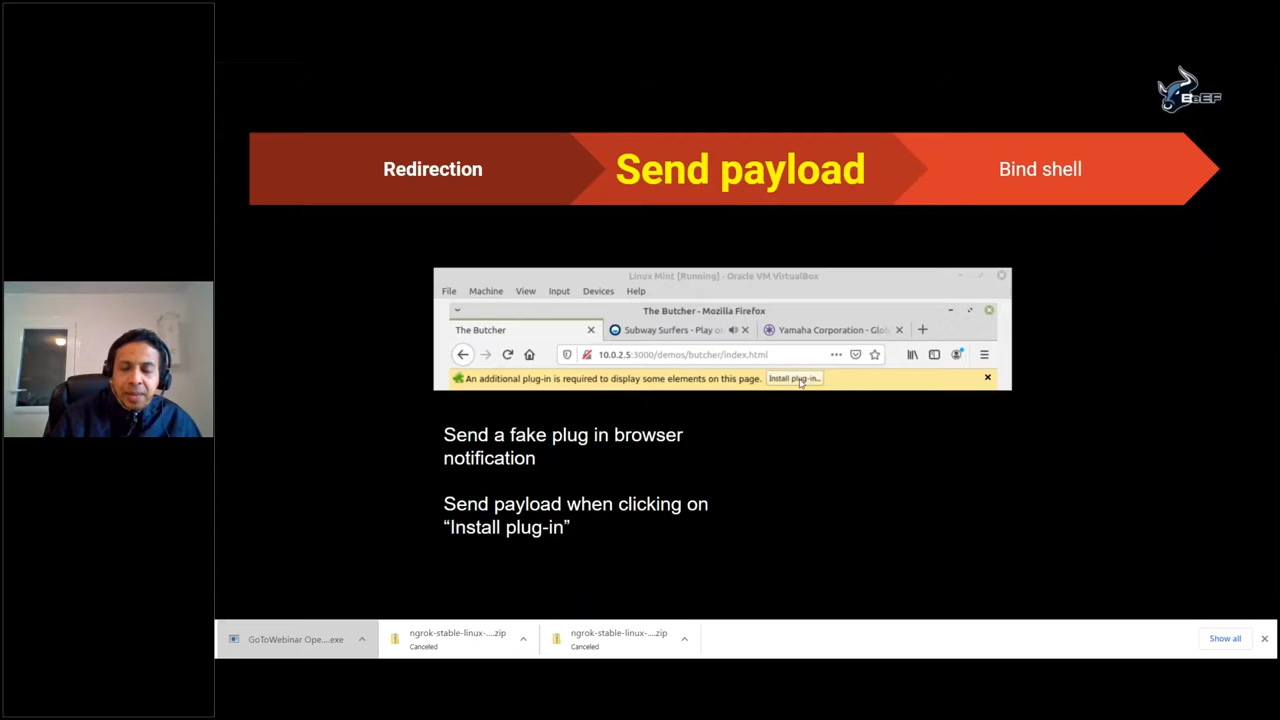 BeEF
Redirection
Send payload
Bind shell
Linux Mint [Running] - Oracle VM VirtualBox
File Machine View Input Devices Help
The Butcher - Mozilla Firefox
The Butcher
Subway Surfers - Play o
Yamaha Corporation - Glo
10.0.2.5:3000/demos/butcher/index.html
An additional plug-in is required to display some elements on this page. Install plug-in...
Send a fake plug in browser
notification
Send payload when clicking on
“Install plug-in”
GoToWebinar Ope....exe
ngrok-stable-linux-....zip
Canceled
ngrok-stable-linux-....zip
Canceled
Show all